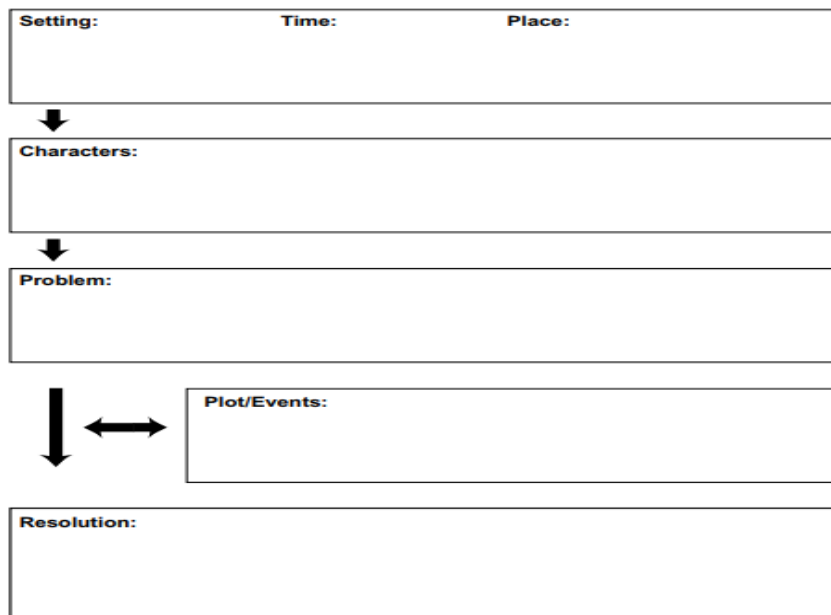 Setting: Time: Place:
Characters:
Problem:
Plot/Events:
Resolution: